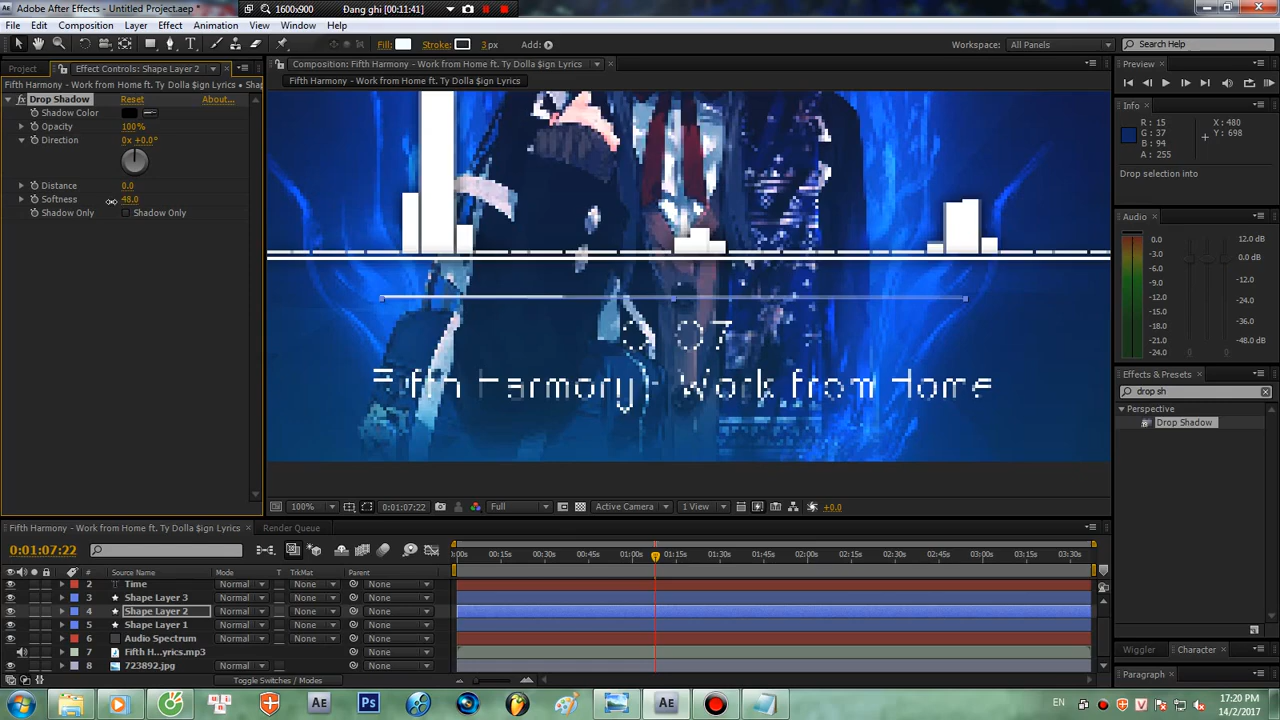 Adobe After Effects - Untitled Project.aep *
1600x900
Đang ghi [00:11:41]
File Edit Composition Layer Effect Animation View Window Help
Fill: Stroke: 3 px Add:
Workspace: All Panels
Search Help
Project
Effect Controls: Shape Layer 2
Fifth Harmony - Work from Home ft. Ty Dolla $ign Lyrics • Shap
Drop Shadow Reset About...
Shadow Color
Opacity 100%
Direction 0x +0.0°
Distance 0.0
Softness 48.0
Shadow Only Shadow Only
Composition: Fifth Harmony - Work from Home ft. Ty Dolla $ign Lyrics
Fifth Harmony - Work from Home ft. Ty Dolla $ign Lyrics
Fifth Harmony - Work from Home
100% 0:01:07:22 Full Active Camera 1 View +0.0
Preview
Info
R: 15
G: 37
B: 94
A: 255
X: 480
Y: 698
Drop selection into
Audio
0.0 12.0 dB
-3.0 0.0 dB
-6.0 -12.0
-9.0
-12.0 -21.0
-15.0
-18.0 -31.0
-21.0
-24.0 -48.0 dB
Effects & Presets
drop sh
Perspective
Drop Shadow
Wiggler Character
Paragraph
Fifth Harmony - Work from Home ft. Ty Dolla $ign Lyrics
Render Queue
0:01:07:22
# Source Name Mode T TrkMat Parent
:00s 00:15s 00:30s 00:45s 01:00s 01:15s 01:30s 01:45s 02:00s 02:15s 02:30s 02:45s 03:00s 03:15s 03:30s
2 Time Normal None None
3 Shape Layer 3 Normal None None
4 Shape Layer 2 Normal None None
5 Shape Layer 1 Normal None None
6 Audio Spectrum Normal None None
7 Fifth H...yrics.mp3 None
8 723892.jpg Normal None None
Toggle Switches / Modes
EN
17:20 PM
14/2/2017